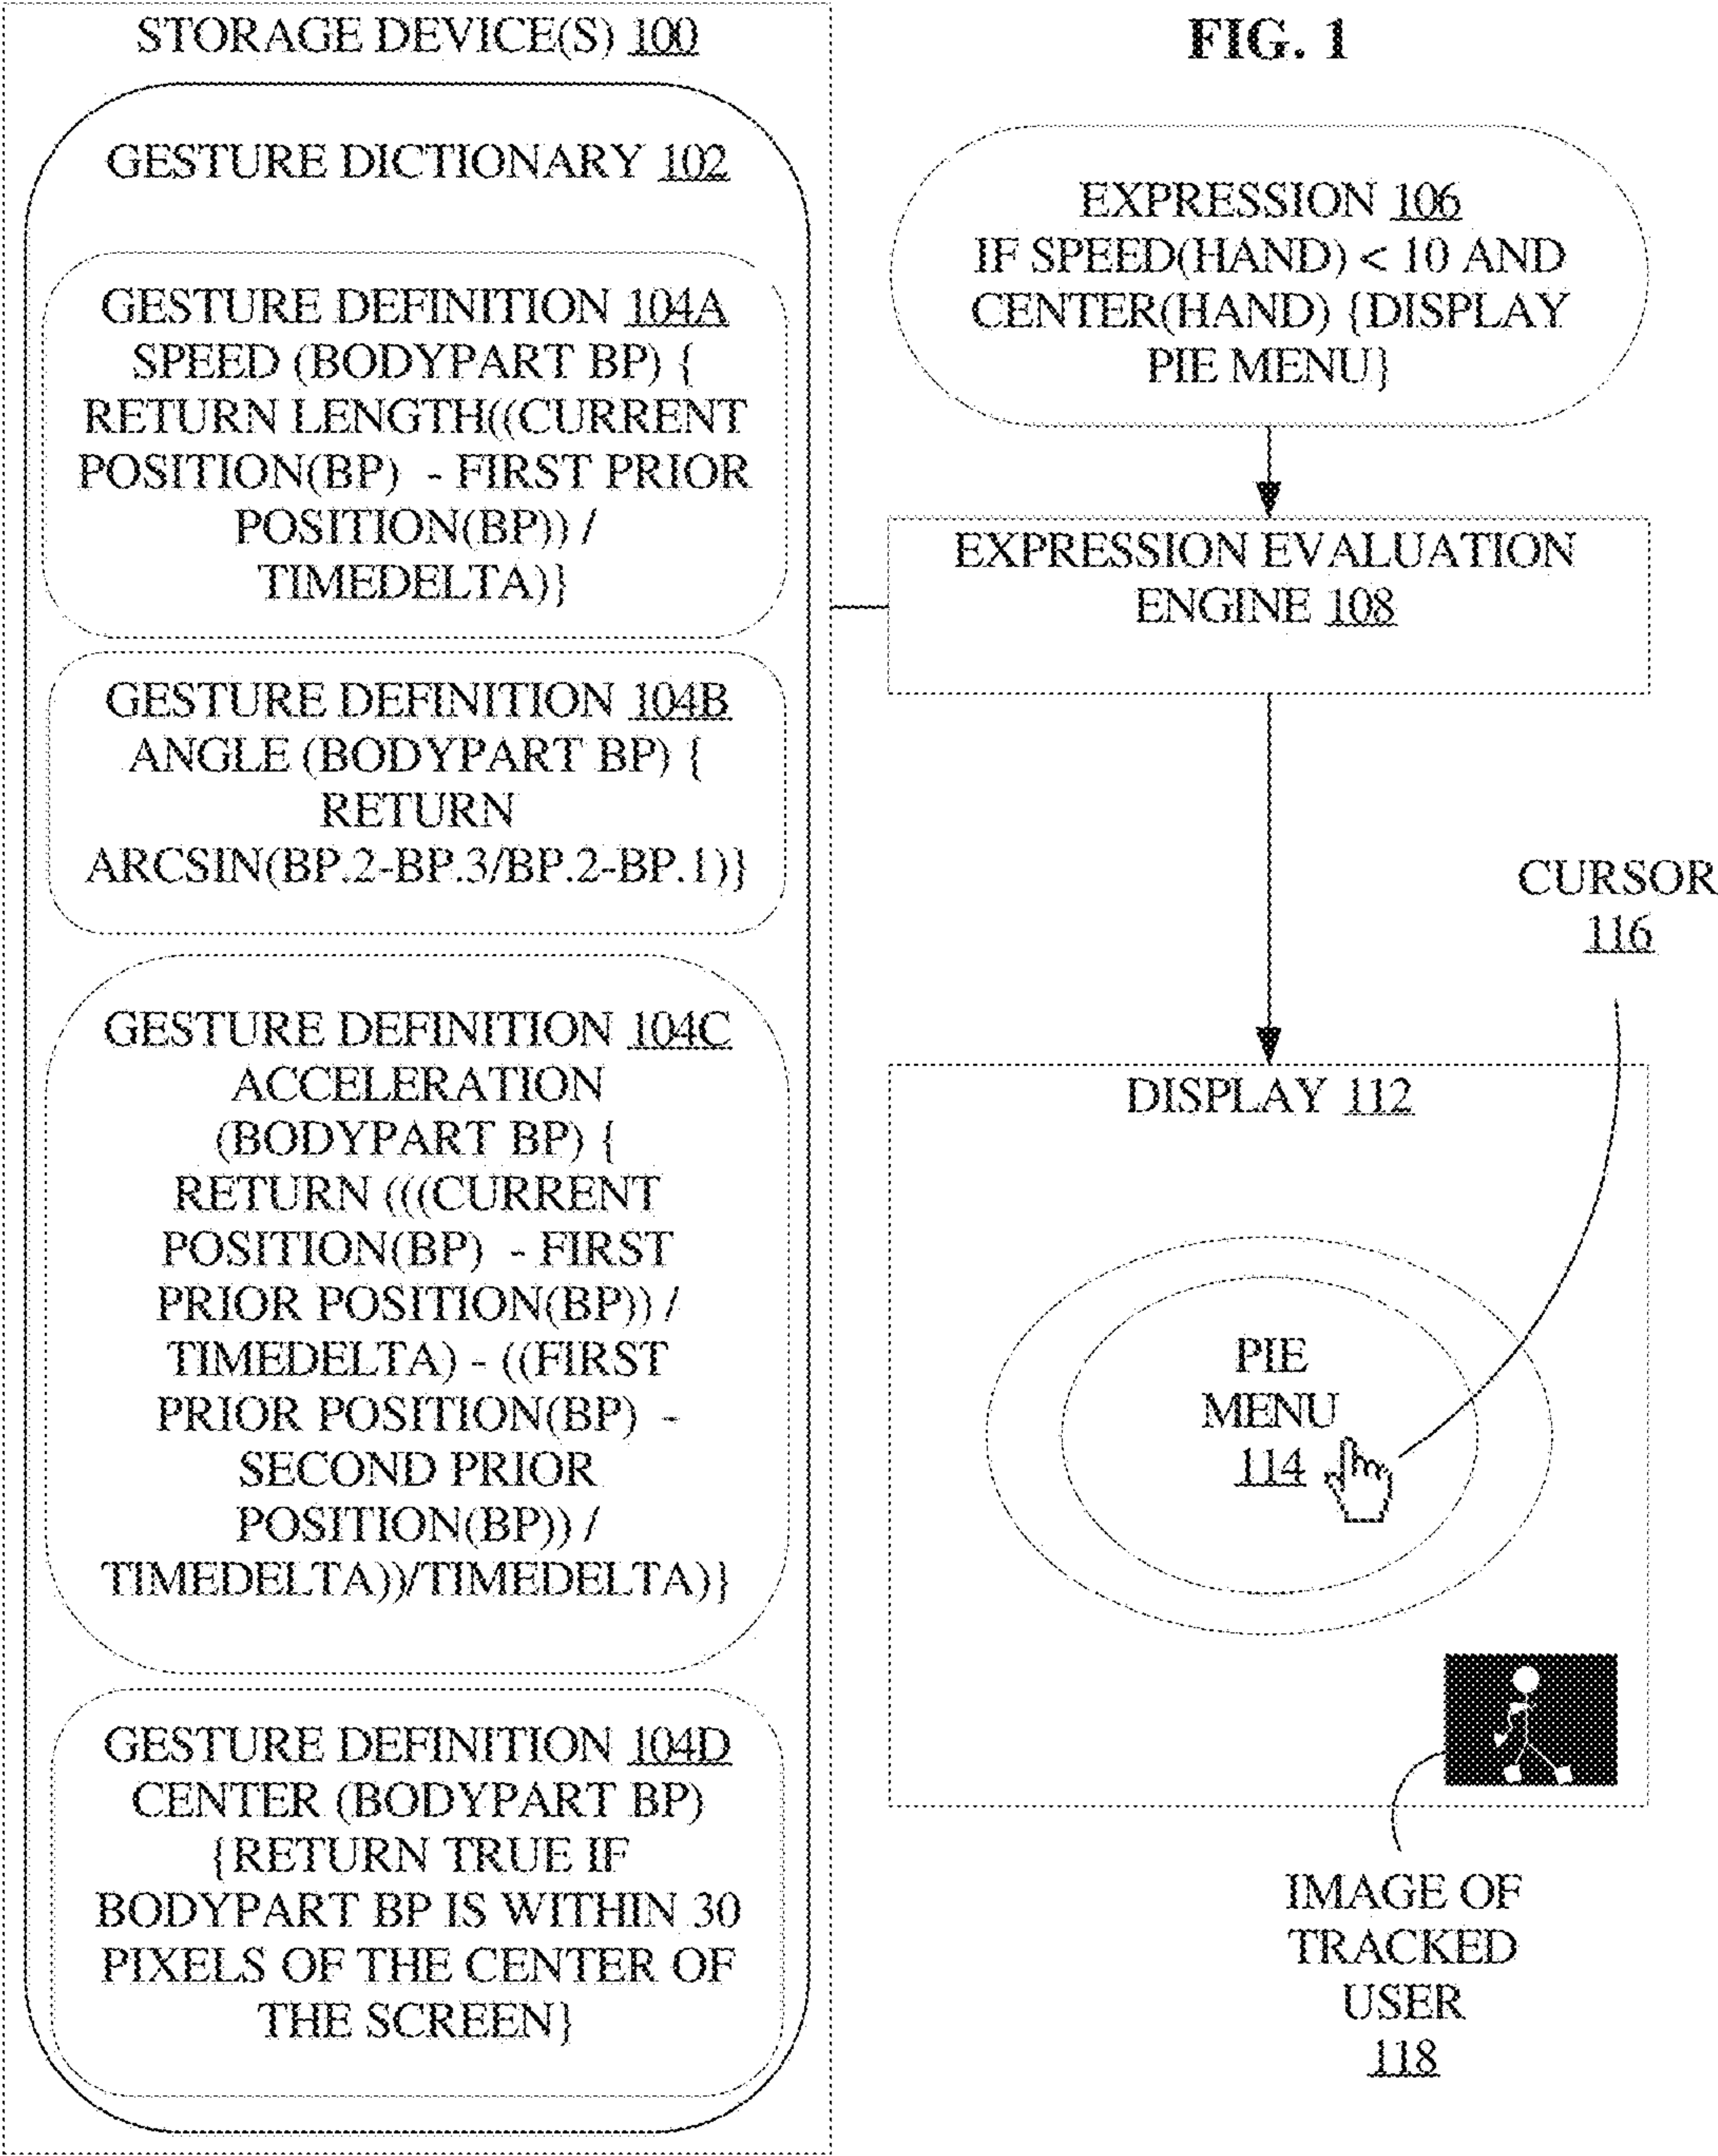 STORAGE DEVICE(S) 100
GESTURE DICTIONARY 102
GESTURE DEFINITION 104A
SPEED (BODYPART BP) {
RETURN LENGTH((CURRENT
POSITION(BP) - FIRST PRIOR
POSITION(BP)) /
TIMEDELTA)}
GESTURE DEFINITION 104B
ANGLE (BODYPART BP) {
RETURN
ARCSIN(BP.2-BP.3/BP.2-BP.1)}
GESTURE DEFINITION 104C
ACCELERATION
(BODYPART BP) {
RETURN (((CURRENT
POSITION(BP) - FIRST
PRIOR POSITION(BP)) /
TIMEDELTA) - ((FIRST
PRIOR POSITION(BP) -
SECOND PRIOR
POSITION(BP)) /
TIMEDELTA))/TIMEDELTA)}
GESTURE DEFINITION 104D
CENTER (BODYPART BP)
{RETURN TRUE IF
BODYPART BP IS WITHIN 30
PIXELS OF THE CENTER OF
THE SCREEN}
FIG. 1
EXPRESSION 106
IF SPEED(HAND) < 10 AND
CENTER(HAND) {DISPLAY
PIE MENU}
EXPRESSION EVALUATION
ENGINE 108
CURSOR
116
DISPLAY 112
PIE
MENU
114
IMAGE OF
TRACKED
USER
118